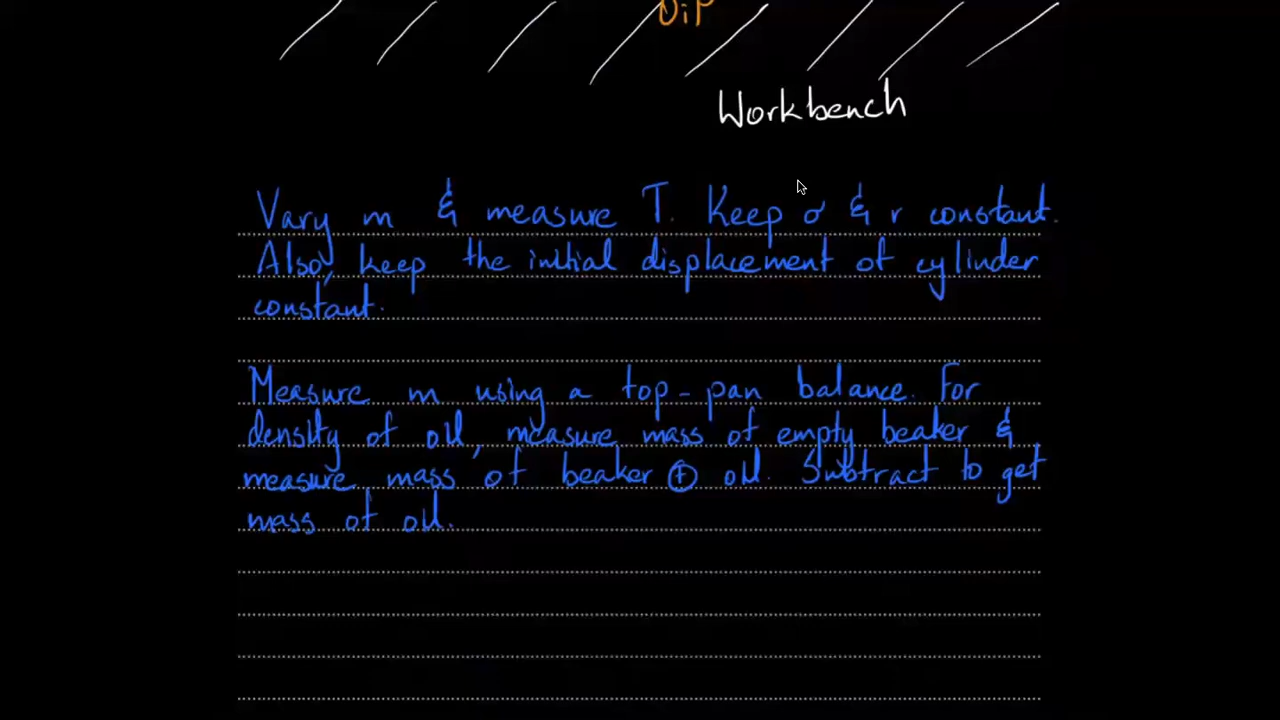 Oil
Workbench
Vary m & measure T. Keep σ & r constant.
Also, keep the initial displacement of cylinder
constant.
Measure m using a top-pan balance. For
density of oil, measure mass of empty beaker &
measure mass of beaker ⊕ oil. Subtract to get
mass of oil.